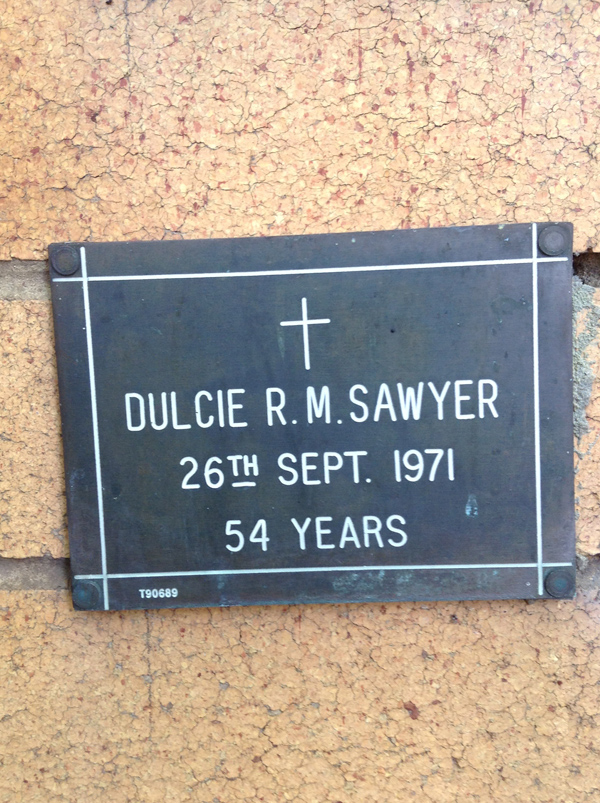 DULCIE R. M. SAWYER
26TH SEPT. 1971
54 YEARS
T90689